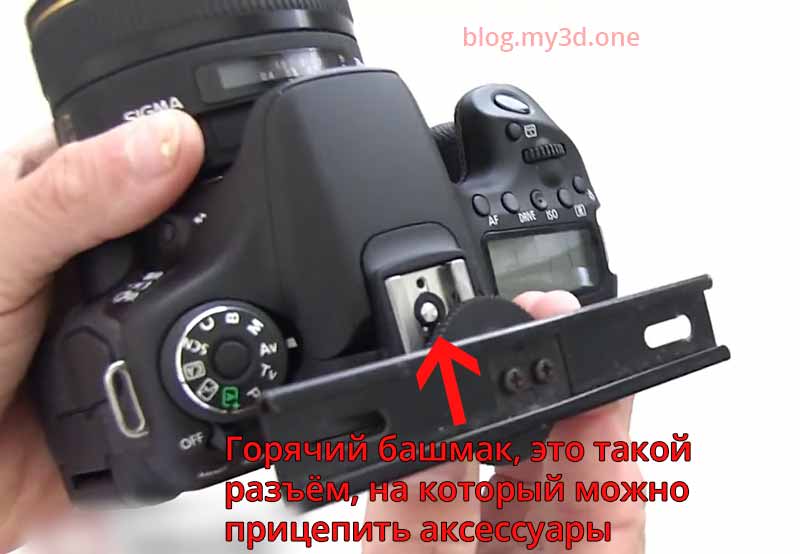 blog.my3d.one
SIGMA
AF
DRIVE
ISO
C
B
M
Av
Tv
P
SCN
OFF
Горячий башмак, это такой
разъём, на который можно
прицепить аксессуары